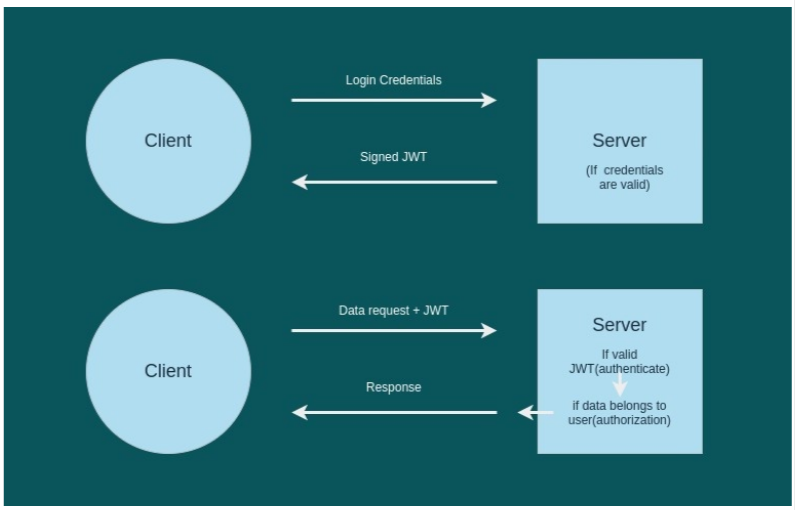 Login Credentials
Client
Signed JWT
Server
(If credentials
are valid)
Data request + JWT
Client
Response
Server
If valid
JWT(authenticate)
if data belongs to
user(authorization)